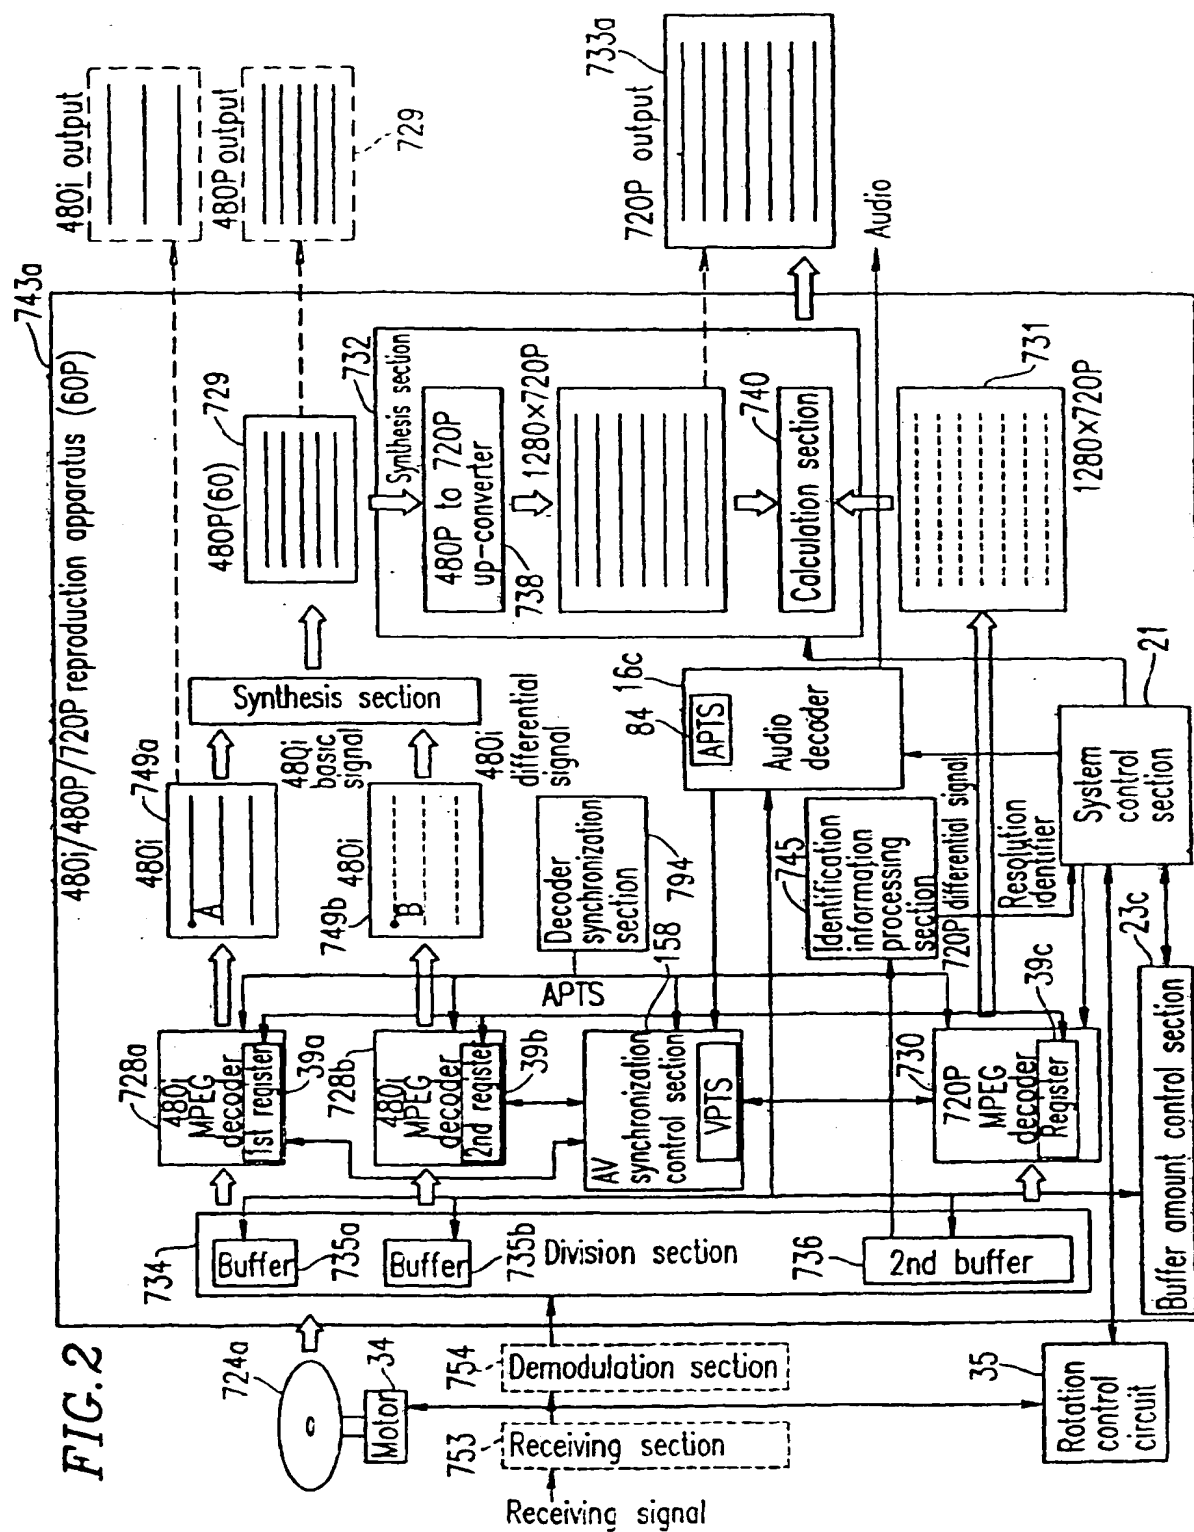 FIG.2
480i/480P/720P reproduction apparatus (60P)
743a
480i output
480P output
729
733a
720P output
Audio
749a
480i
A
480i
basic
signal
749b
480i
B
480i
differential signal
Synthesis section
480P(60)
729
732
Synthesis section
480P to 720P
up-converter
738
1280×720P
740
Calculation section
731
1280×720P
728a
480i
MPEG
decoder
1st register
39a
728b
480i
MPEG
decoder
2nd register
39b
APTS
Decoder
synchronization
section
794
158
AV
synchronization
control section
VPTS
16c
84
APTS
Audio
decoder
745
Identification
information
processing
section
730
720P
MPEG
decoder
Register
39c
720P differential signal
Resolution
identifier
21
System
control
section
23c
Buffer amount control section
734
Buffer
735a
Buffer
735b
Division section
736
2nd buffer
724a
Motor
34
754
Demodulation section
753
Receiving section
Receiving signal
35
Rotation
control
circuit